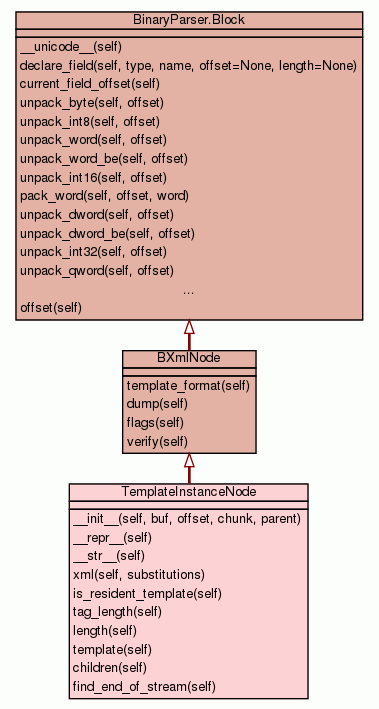 BinaryParser.Block
__unicode__(self)
declare_field(self, type, name, offset=None, length=None)
current_field_offset(self)
unpack_byte(self, offset)
unpack_int8(self, offset)
unpack_word(self, offset)
unpack_word_be(self, offset)
unpack_int16(self, offset)
pack_word(self, offset, word)
unpack_dword(self, offset)
unpack_dword_be(self, offset)
unpack_int32(self, offset)
unpack_qword(self, offset)
...
offset(self)
BXmlNode
template_format(self)
dump(self)
flags(self)
verify(self)
TemplateInstanceNode
__init__(self, buf, offset, chunk, parent)
__repr__(self)
__str__(self)
xml(self, substitutions)
is_resident_template(self)
tag_length(self)
length(self)
template(self)
children(self)
find_end_of_stream(self)